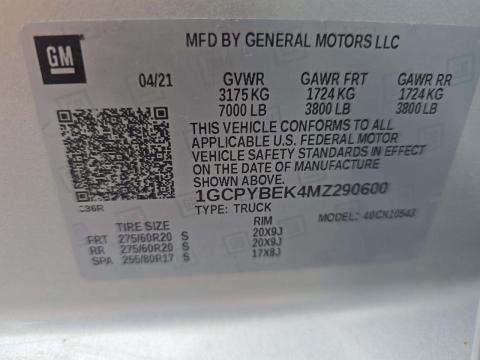 GM
MFD BY GENERAL MOTORS LLC
04/21 GVWR GAWR FRT GAWR RR
3175 KG 1724 KG 1724 KG
7000 LB 3800 LB 3800 LB
THIS VEHICLE CONFORMS TO ALL
APPLICABLE U.S. FEDERAL MOTOR
VEHICLE SAFETY STANDARDS IN EFFECT
ON THE DATE OF MANUFACTURE
SHOWN ABOVE.
1GCPYBEK4MZ290600
TYPE: TRUCK MODEL:
TIRE SIZE RIM
FRT 275/60R20 S 20X9J
RR 275/60R20 S 20X9J
SPA 255/80R17 S 17X8J